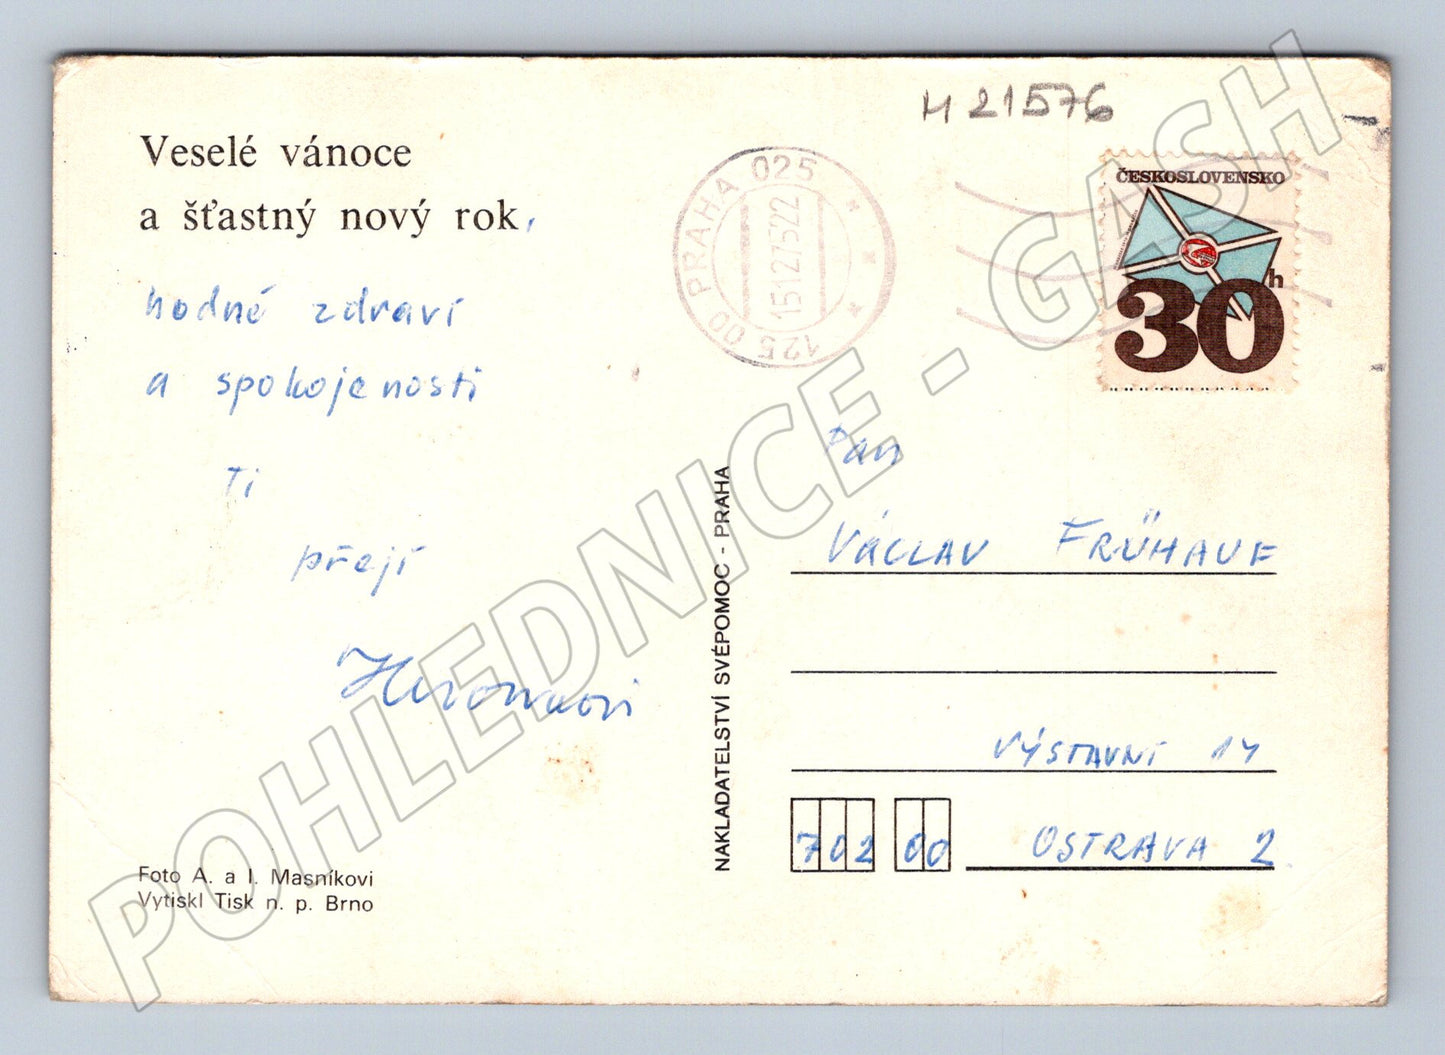 H 21576
Veselé vánoce
a šťastný nový rok,
hodně zdraví
a spokojenosti
Ti
přejí
PRAHA 025
15 12 75 22
125 00
ČESKOSLOVENSKO
30 h
NAKLADATELSTVÍ SVÉPOMOC - PRAHA
Pan
VÁCLAV FRÜHAUF
VÝSTAVNÍ 14
702 00 OSTRAVA 2
Foto A. a I. Masníkovi
Vytiskl Tisk n. p. Brno
POHLEDNICE - GASH